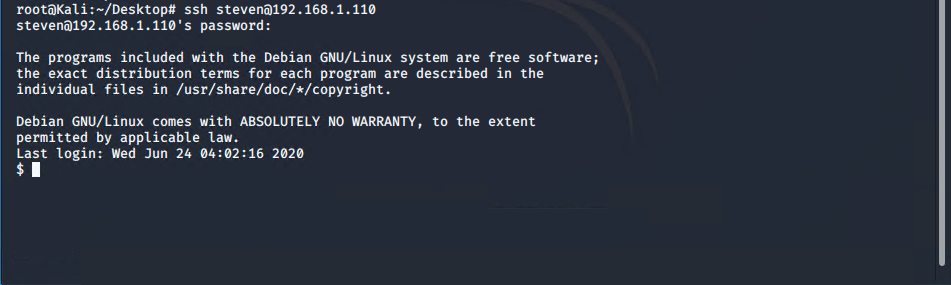 root@Kali:~/Desktop# ssh steven@192.168.1.110
steven@192.168.1.110's password:
The programs included with the Debian GNU/Linux system are free software;
the exact distribution terms for each program are described in the
individual files in /usr/share/doc/*/copyright.
Debian GNU/Linux comes with ABSOLUTELY NO WARRANTY, to the extent
permitted by applicable law.
Last login: Wed Jun 24 04:02:16 2020
$